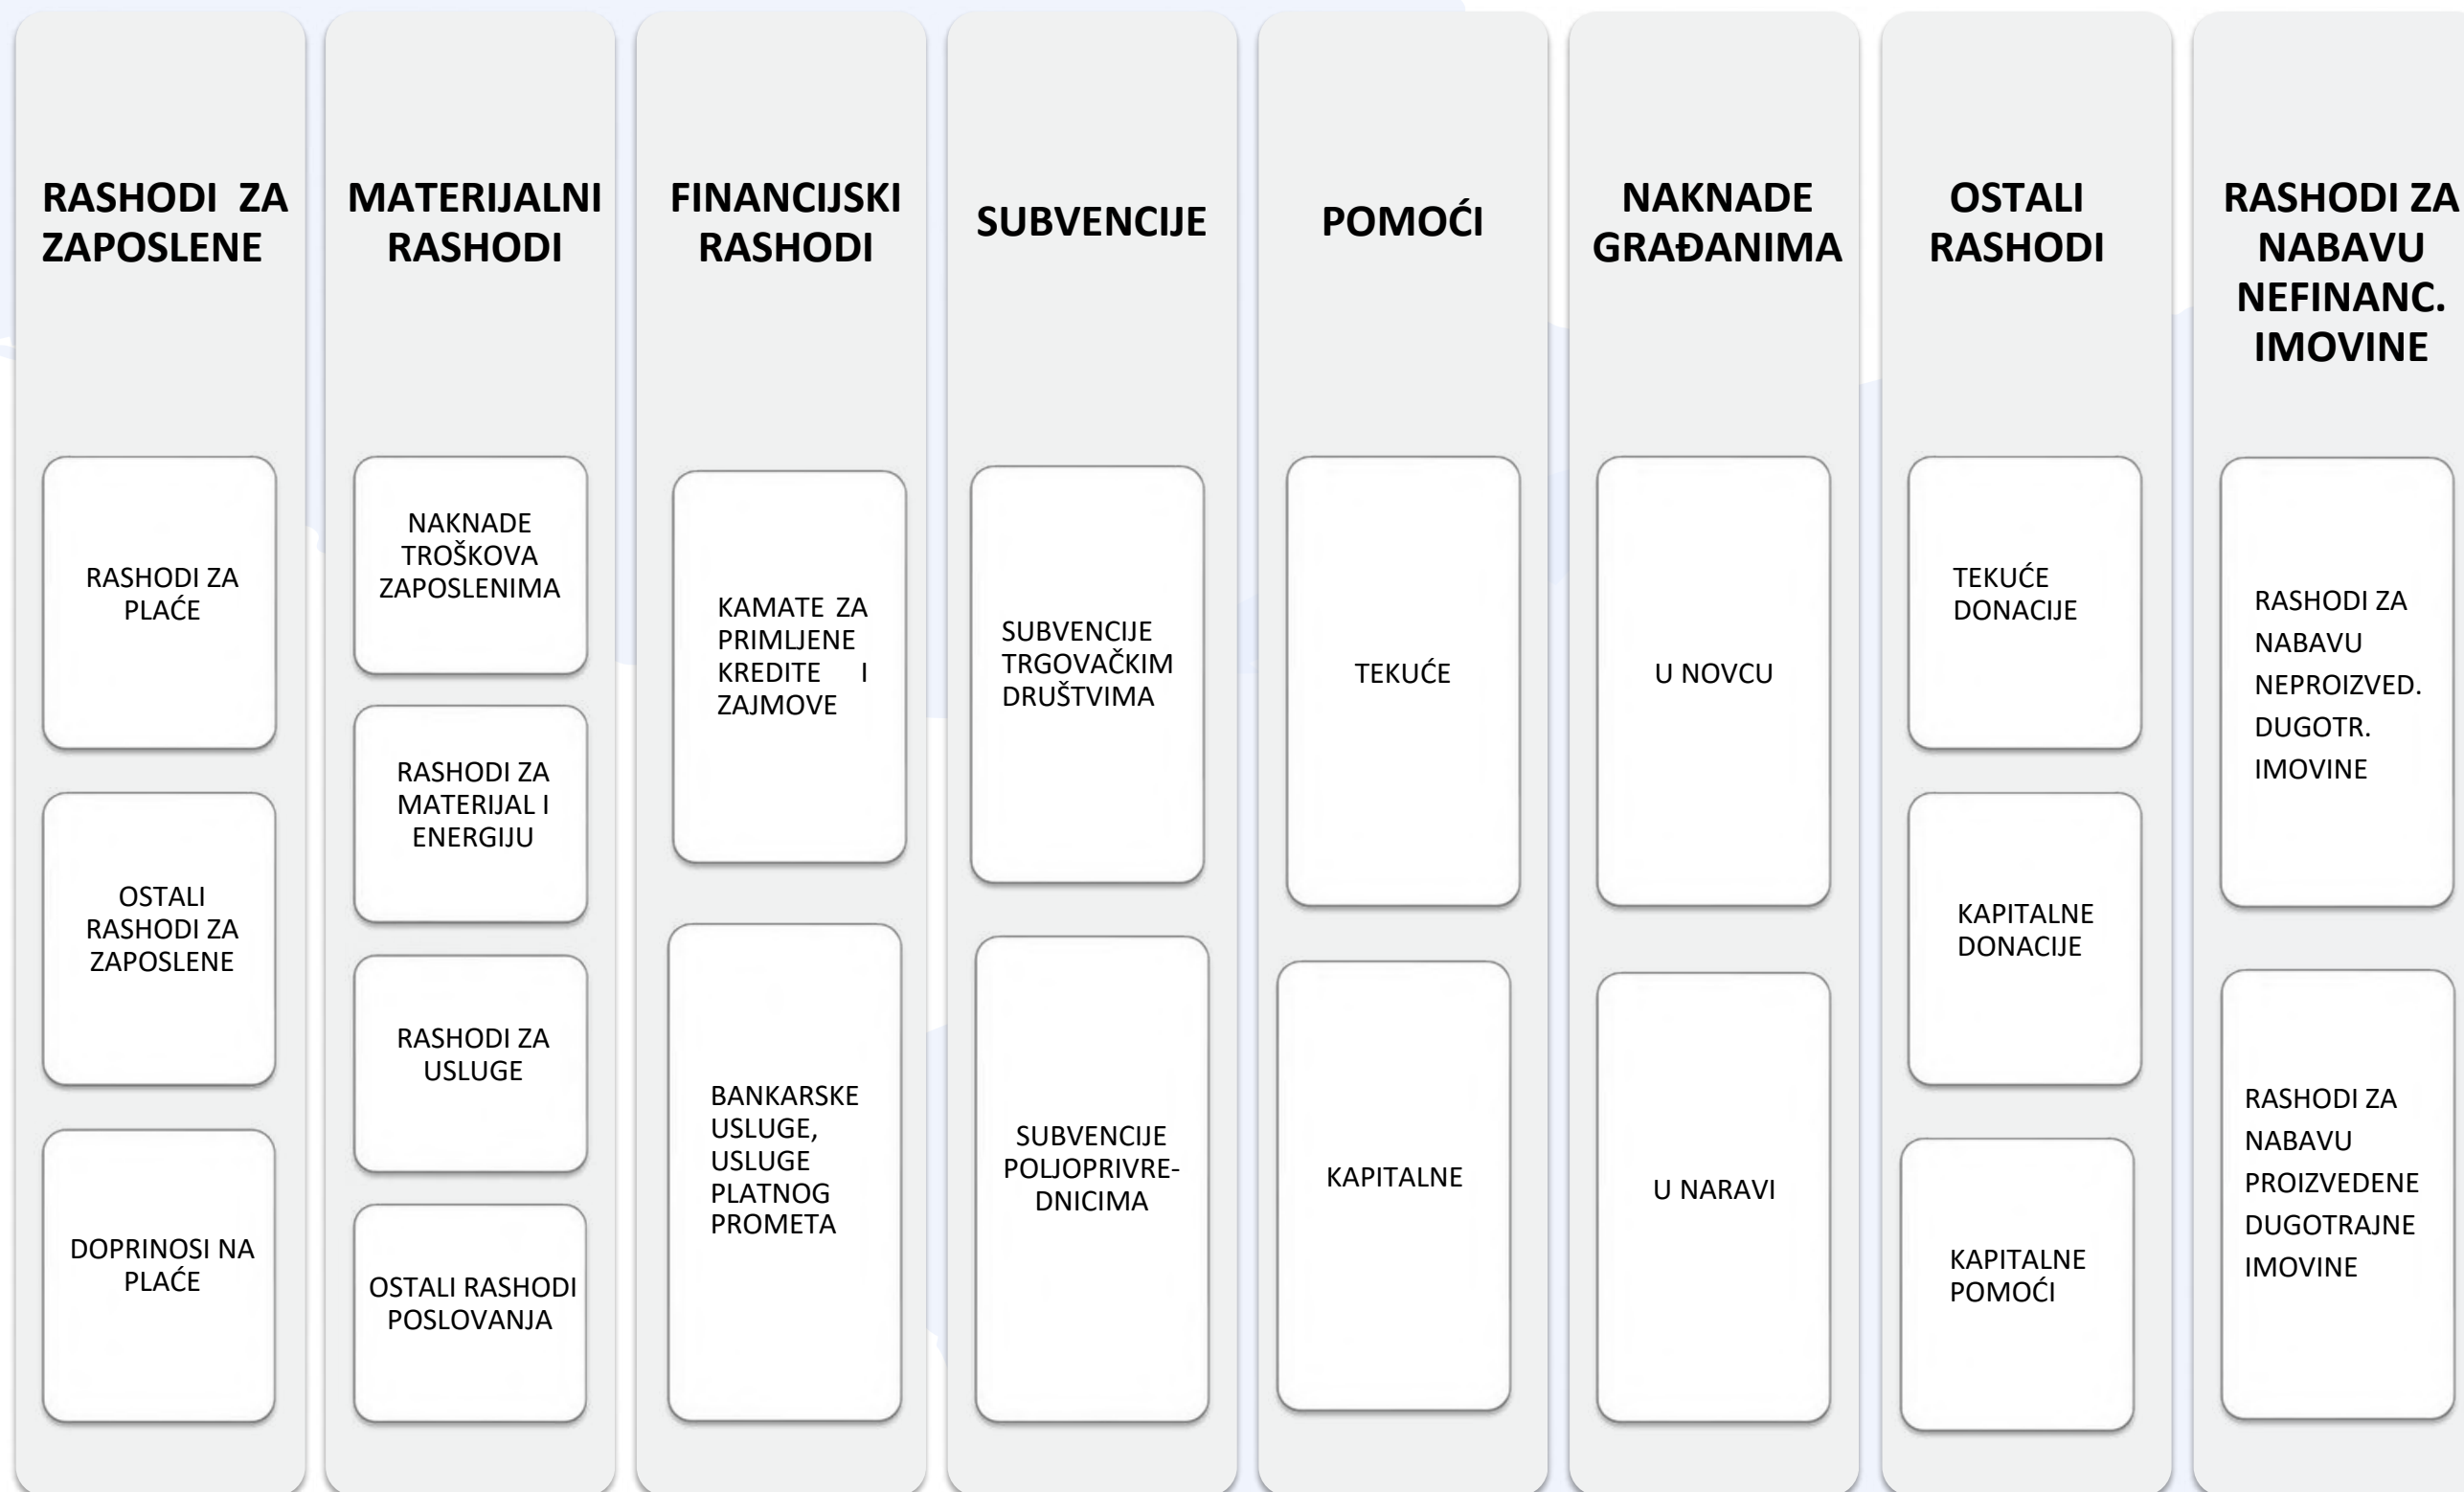 RASHODI ZA
ZAPOSLENE
RASHODI ZA
PLAĆE
OSTALI
RASHODI ZA
ZAPOSLENE
DOPRINOSI NA
PLAĆE
MATERIJALNI
RASHODI
NAKNADE
TROŠKOVA
ZAPOSLENIMA
RASHODI ZA
MATERIJAL I
ENERGIJU
RASHODI ZA
USLUGE
OSTALI RASHODI
POSLOVANJA
FINANCIJSKI
RASHODI
KAMATE ZA
PRIMLJENE
KREDITE I
ZAJMOVE
BANKARSKE
USLUGE,
USLUGE
PLATNOG
PROMETA
SUBVENCIJE
SUBVENCIJE
TRGOVAČKIM
DRUŠTVIMA
SUBVENCIJE
POLJOPRIVRE-
DNICIMA
POMOĆI
TEKUĆE
KAPITALNE
NAKNADE
GRAĐANIMA
U NOVCU
U NARAVI
OSTALI
RASHODI
TEKUĆE
DONACIJE
KAPITALNE
DONACIJE
KAPITALNE
POMOĆI
RASHODI ZA
NABAVU
NEFINANC.
IMOVINE
RASHODI ZA
NABAVU
NEPROIZVED.
DUGOTR.
IMOVINE
RASHODI ZA
NABAVU
PROIZVEDENE
DUGOTRAJNE
IMOVINE